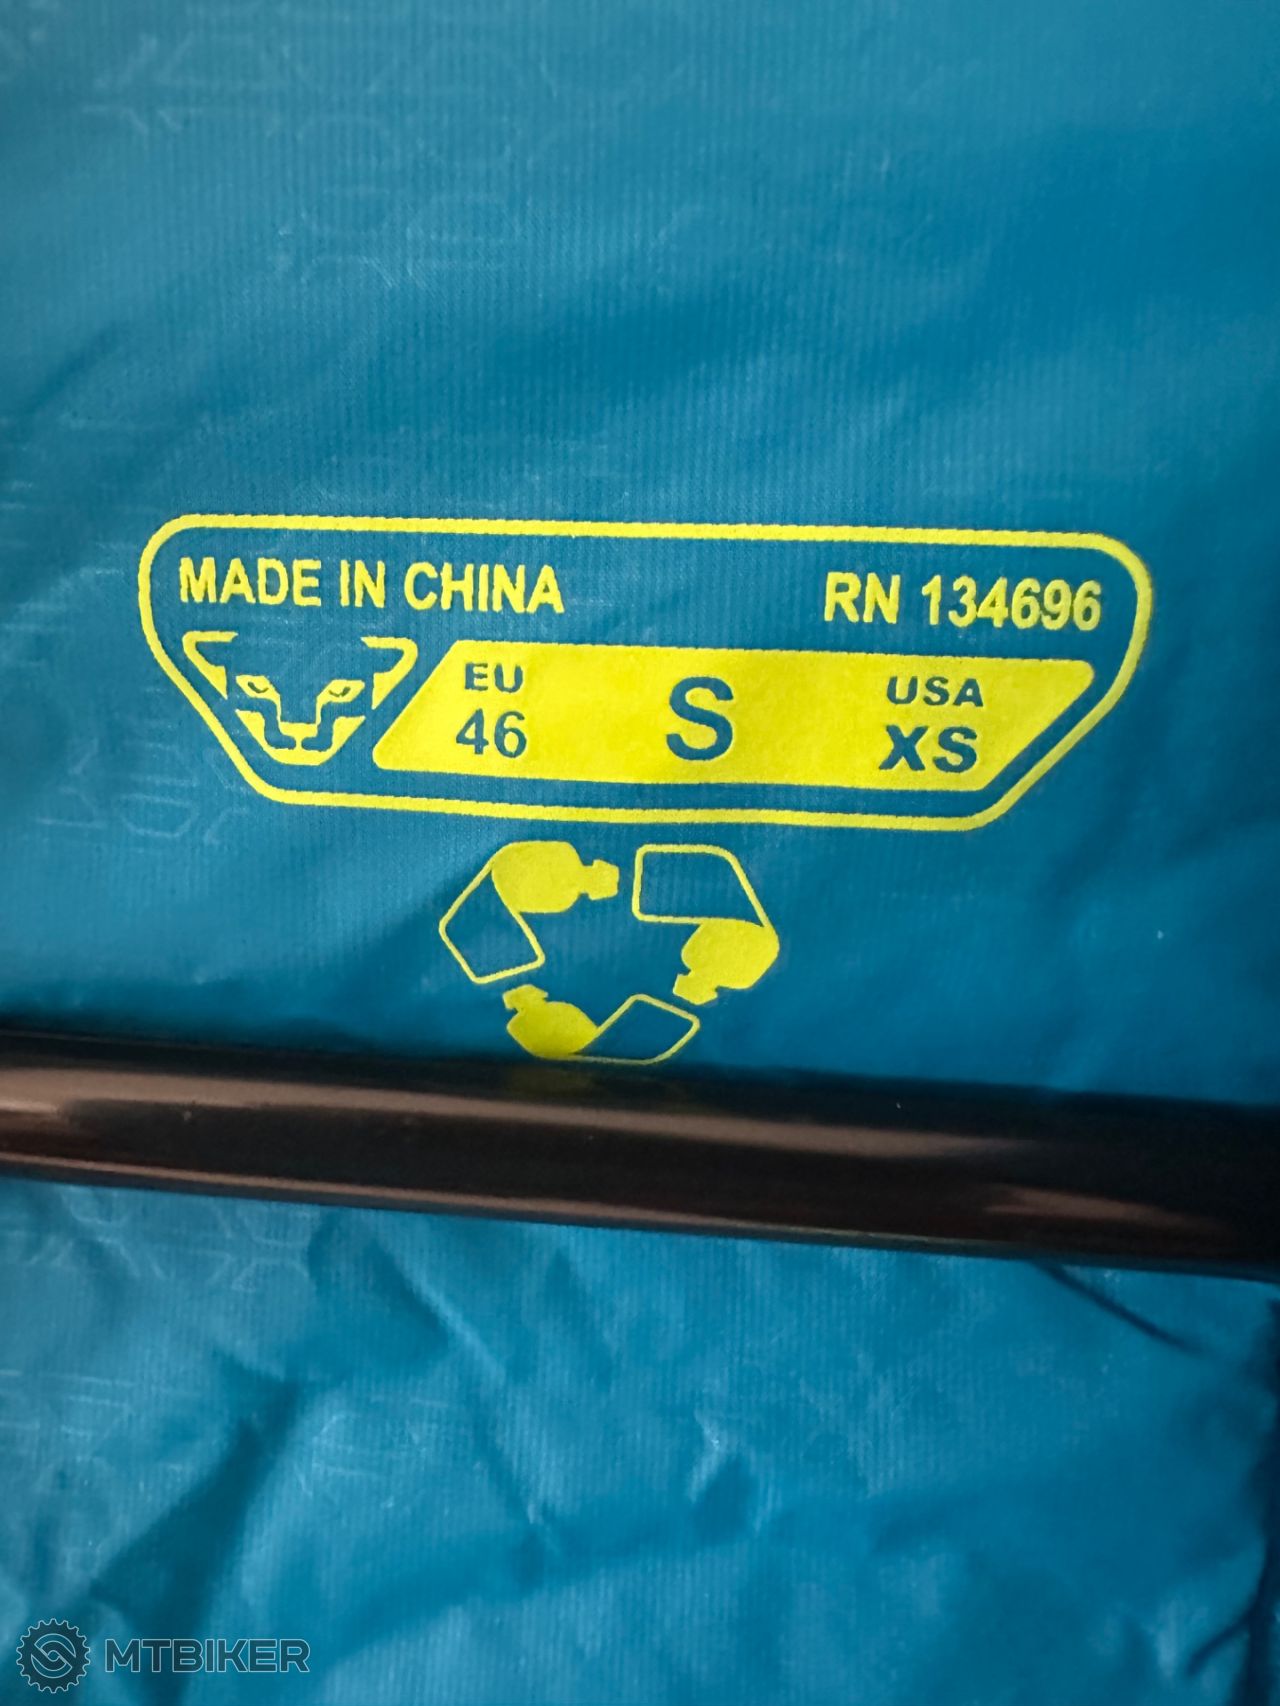 MADE IN CHINA RN 134696
EU S USA
46 XS
MTBIKER